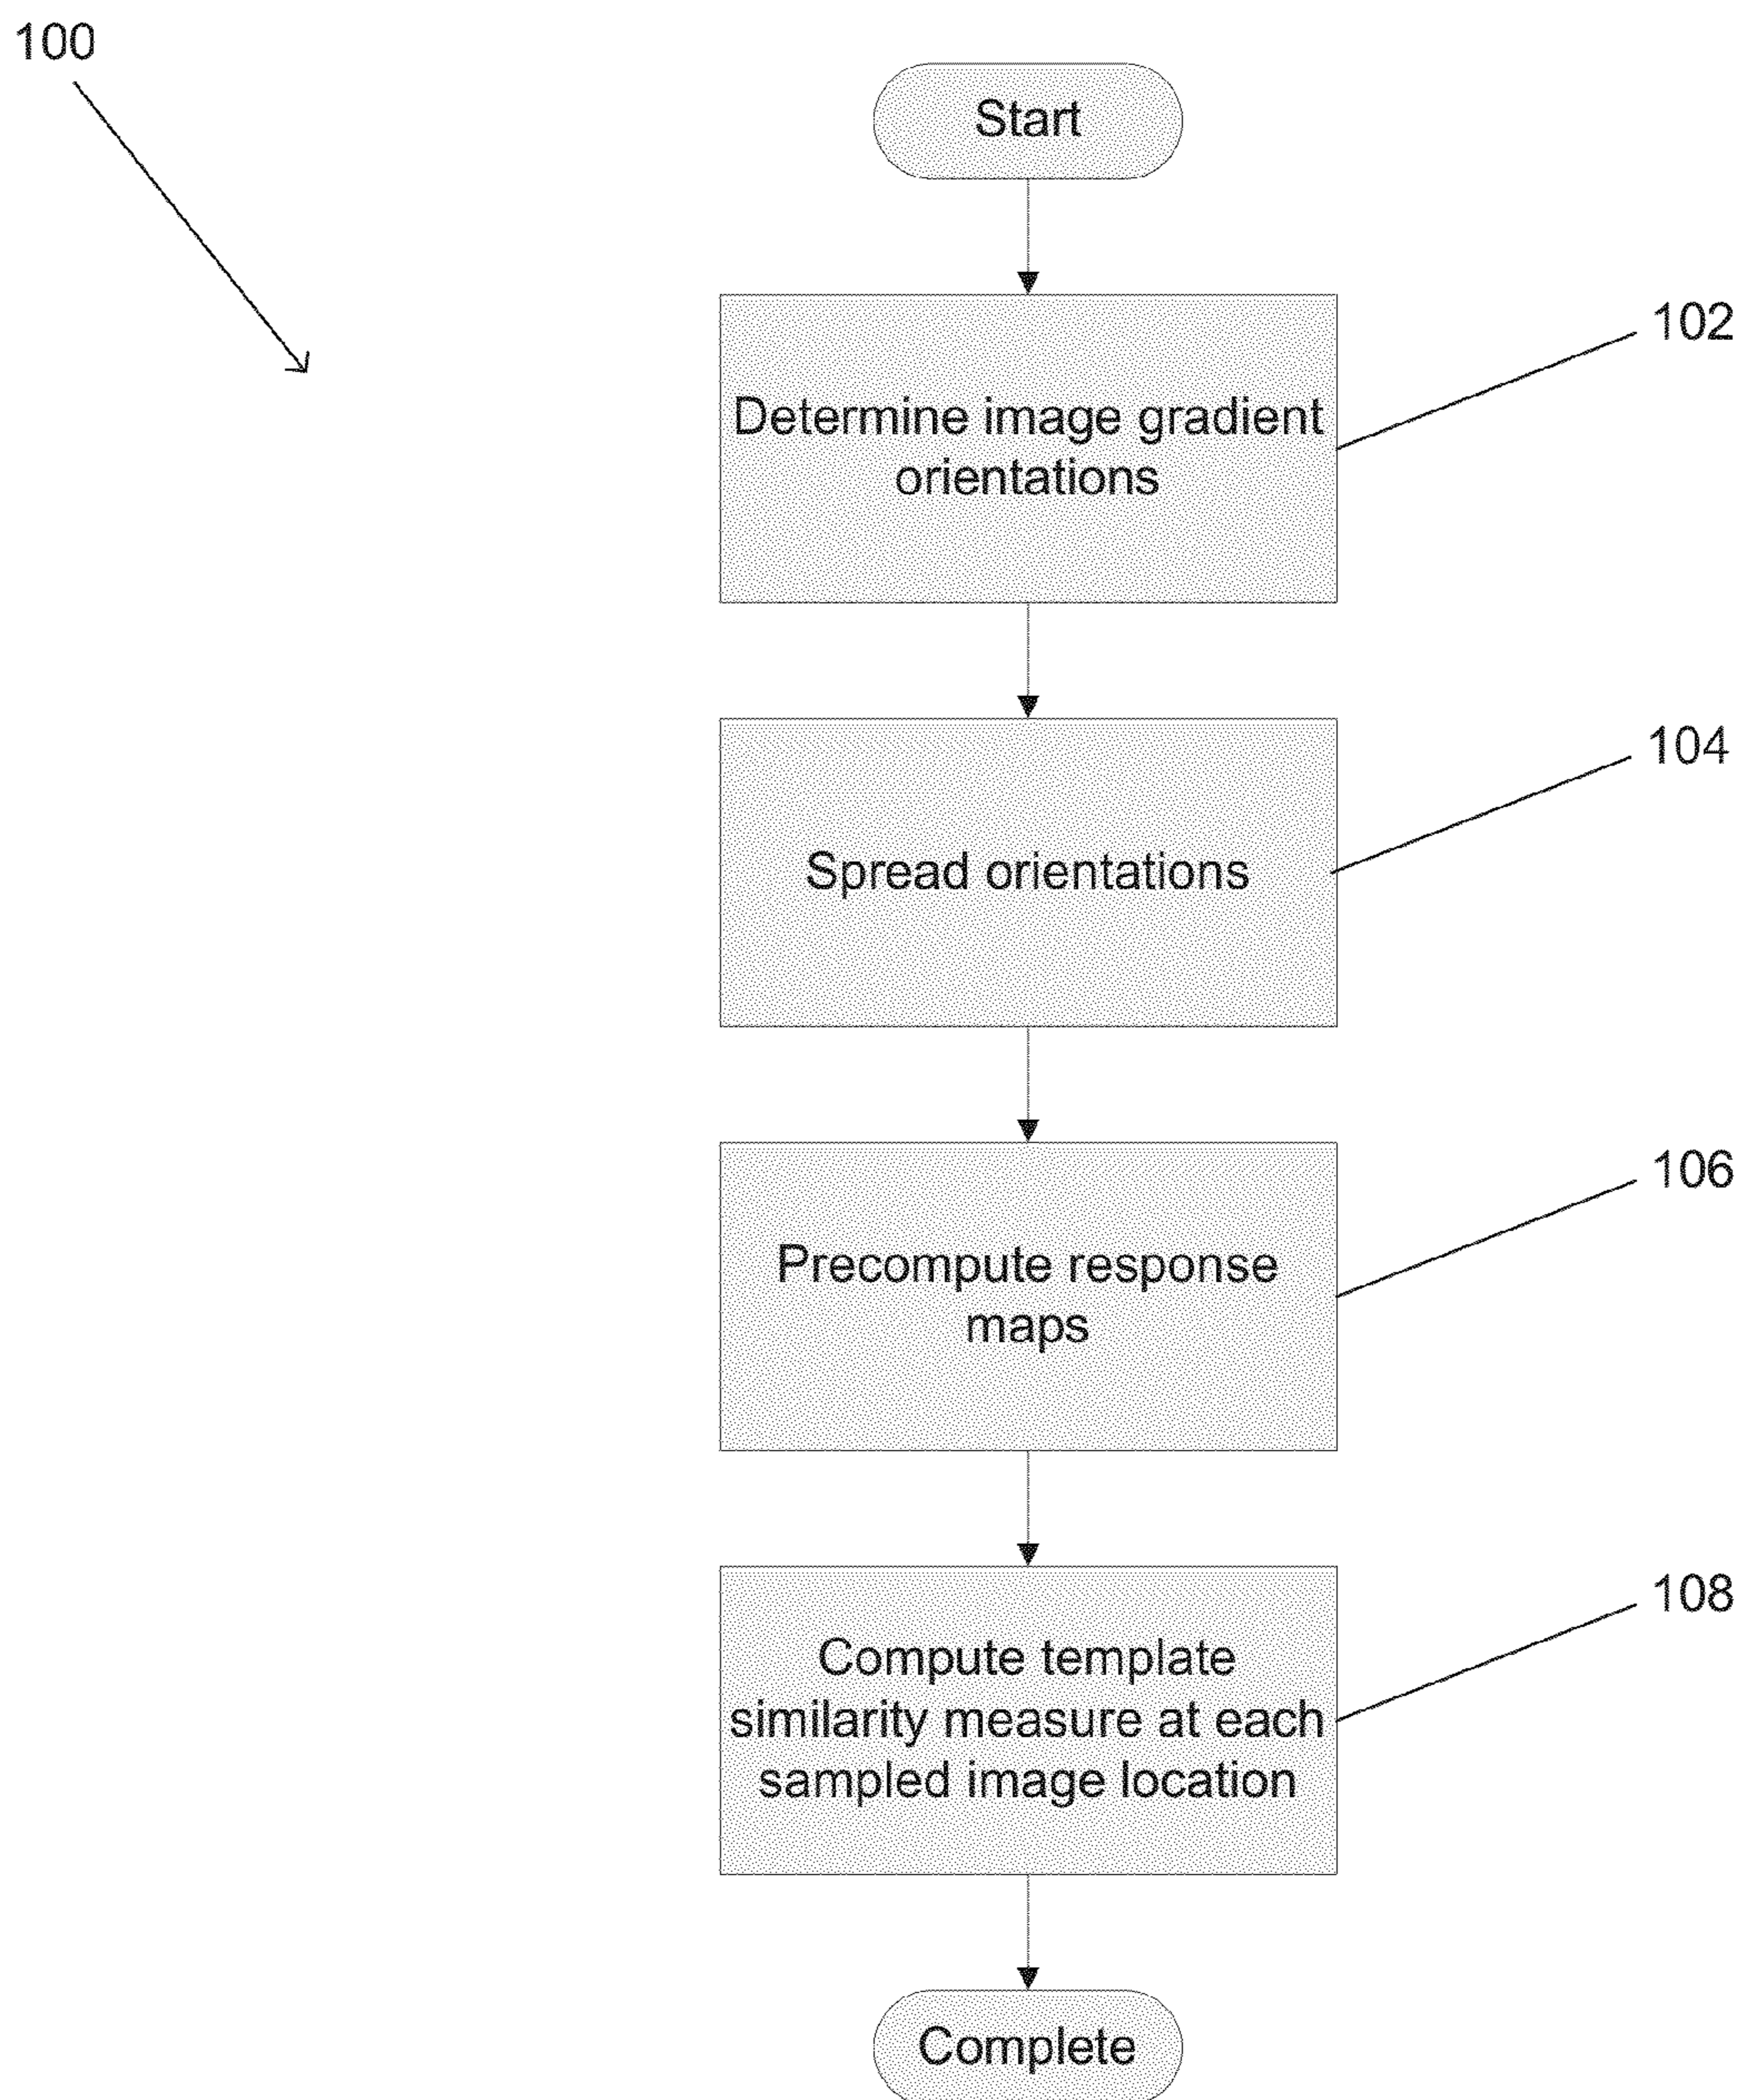 100
Start
102
Determine image gradient
orientations
104
Spread orientations
106
Precompute response
maps
108
Compute template
similarity measure at each
sampled image location
Complete